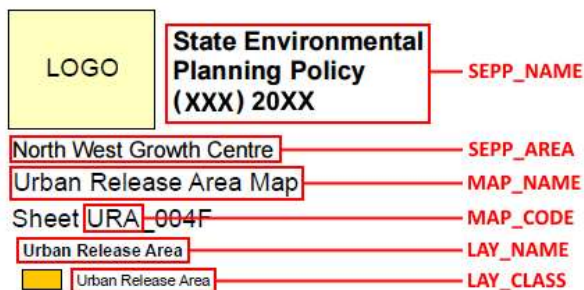 LOGO
State Environmental
Planning Policy
(XXX) 20XX
SEPP_NAME
North West Growth Centre
SEPP_AREA
Urban Release Area Map
MAP_NAME
Sheet URA_004F
MAP_CODE
Urban Release Area
LAY_NAME
Urban Release Area
LAY_CLASS